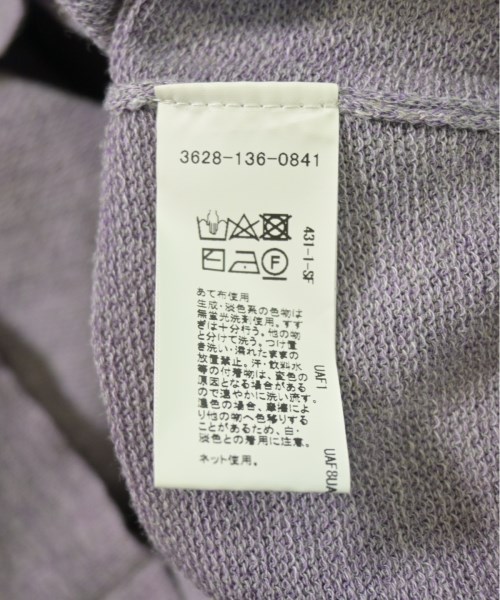 3628-136-0841
431-1-SF
F
あて布使用
生成・淡色系の色物は
無蛍光洗剤使用。すす
ぎは十分行う。他の物
と分けて洗う。つけ置
き洗い・濡れたままの
放置禁止。汗・飲料水
等の付着物は、変色の
原因となる場合がある
ので速やかに洗い流す。
濃色の場合、摩擦によ
り他の物へ色移りする
ことがあるため、白・
淡色との着用に注意。
ネット使用。
UAF1
UAF8UA